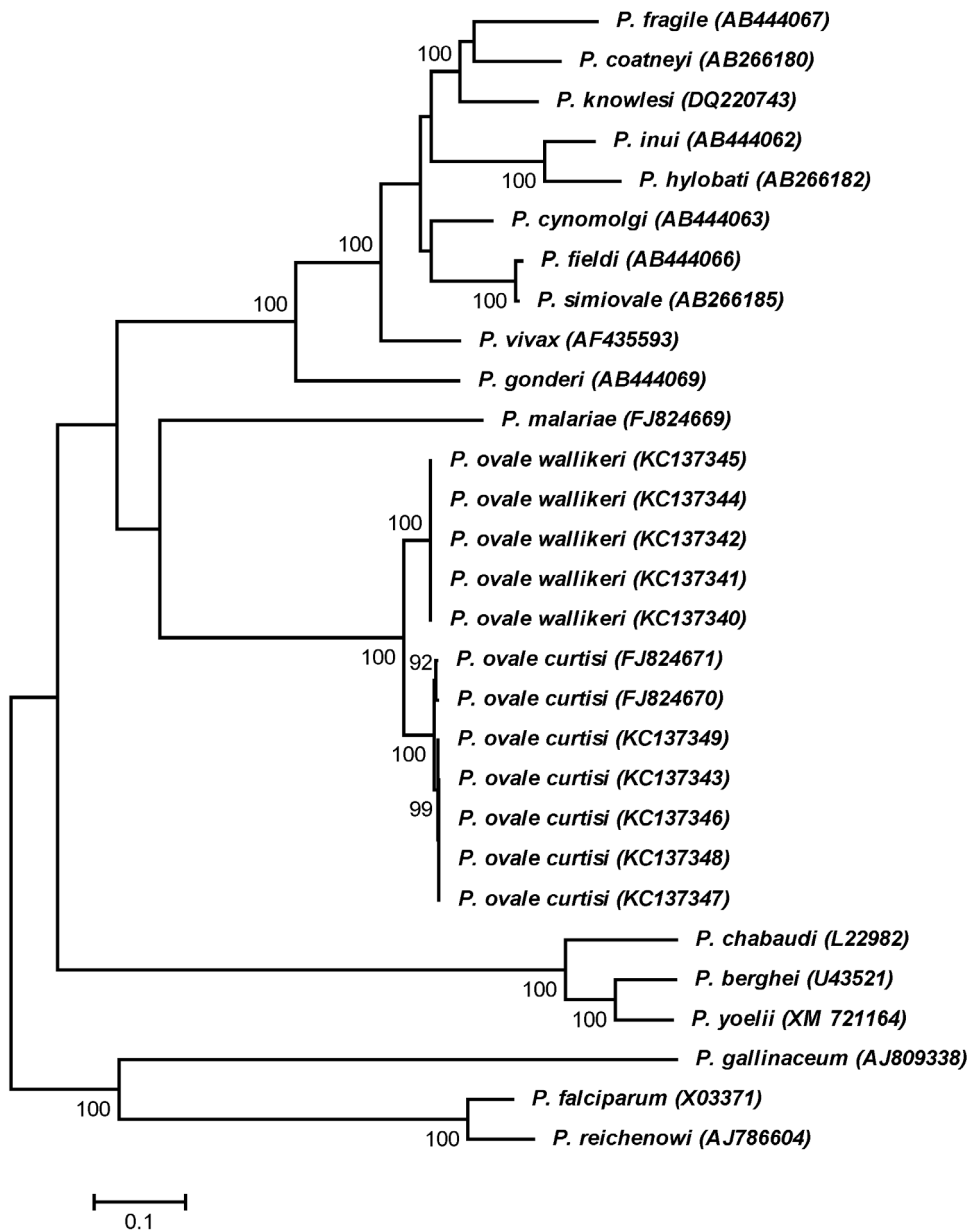 P. fragile (AB444067)
100
P. coatneyi (AB266180)
P. knowlesi (DQ220743)
P. inui (AB444062)
100
P. hylobati (AB266182)
P. cynomolgi (AB444063)
100
P. fieldi (AB444066)
100
P. simiovale (AB266185)
100
P. vivax (AF435593)
P. gonderi (AB444069)
P. malariae (FJ824669)
P. ovale wallikeri (KC137345)
P. ovale wallikeri (KC137344)
100
P. ovale wallikeri (KC137342)
P. ovale wallikeri (KC137341)
P. ovale wallikeri (KC137340)
100
92
P. ovale curtisi (FJ824671)
P. ovale curtisi (FJ824670)
P. ovale curtisi (KC137349)
100
P. ovale curtisi (KC137343)
99
P. ovale curtisi (KC137346)
P. ovale curtisi (KC137348)
P. ovale curtisi (KC137347)
P. chabaudi (L22982)
P. berghei (U43521)
100
P. yoelii (XM 721164)
100
P. gallinaceum (AJ809338)
P. falciparum (X03371)
100
P. reichenowi (AJ786604)
100
0.1